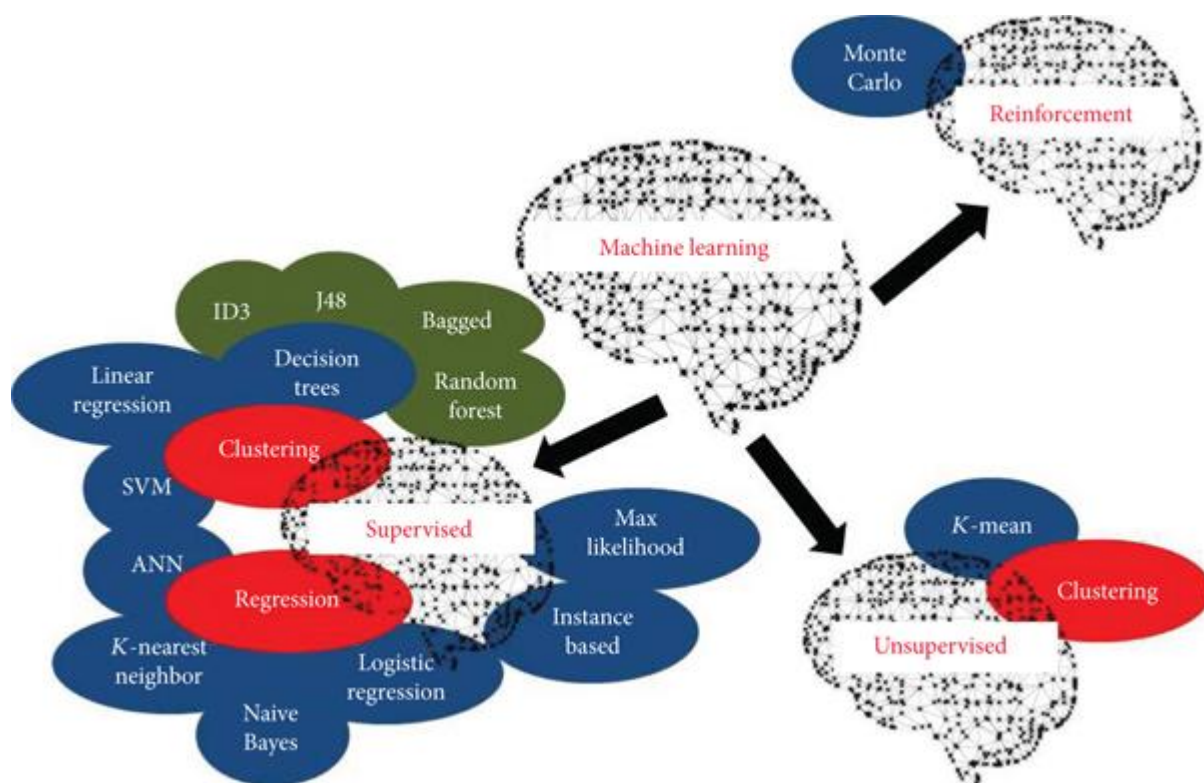 Monte
Carlo
Reinforcement
Machine learning
ID3
J48
Bagged
Decision
trees
Random
forest
Linear
regression
Clustering
SVM
Supervised
Max
likelihood
ANN
Regression
Instance
based
K-nearest
neighbor
Logistic
regression
Naive
Bayes
K-mean
Clustering
Unsupervised